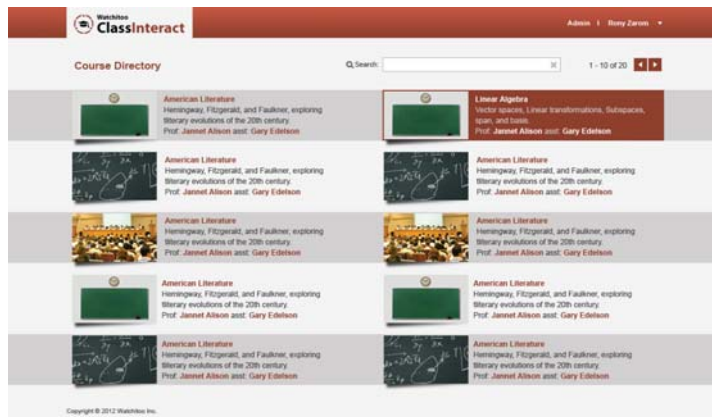 Watchitoo
ClassInteract
Admin | Rony Zarom
Course Directory
Search:
1 - 10 of 20
American Literature
Hemingway, Fitzgerald, and Faulkner, exploring
titerary evolutions of the 20th century.
Prof: Jannet Alison asst: Gary Edelson
Linear Algebra
Vector spaces, Linear transformations, Subspaces,
span, and basis.
Prof: Jannet Alison asst: Gary Edelson
American Literature
Hemingway, Fitzgerald, and Faulkner, exploring
titerary evolutions of the 20th century.
Prof: Jannet Alison asst: Gary Edelson
American Literature
Hemingway, Fitzgerald, and Faulkner, exploring
titerary evolutions of the 20th century.
Prof: Jannet Alison asst: Gary Edelson
American Literature
Hemingway, Fitzgerald, and Faulkner, exploring
titerary evolutions of the 20th century.
Prof: Jannet Alison asst: Gary Edelson
American Literature
Hemingway, Fitzgerald, and Faulkner, exploring
titerary evolutions of the 20th century.
Prof: Jannet Alison asst: Gary Edelson
American Literature
Hemingway, Fitzgerald, and Faulkner, exploring
titerary evolutions of the 20th century.
Prof: Jannet Alison asst: Gary Edelson
American Literature
Hemingway, Fitzgerald, and Faulkner, exploring
titerary evolutions of the 20th century.
Prof: Jannet Alison asst: Gary Edelson
American Literature
Hemingway, Fitzgerald, and Faulkner, exploring
titerary evolutions of the 20th century.
Prof: Jannet Alison asst: Gary Edelson
American Literature
Hemingway, Fitzgerald, and Faulkner, exploring
titerary evolutions of the 20th century.
Prof: Jannet Alison asst: Gary Edelson
Copyright © 2012 Watchitoo Inc.